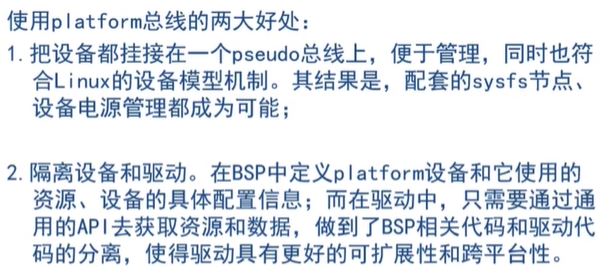 使用platform总线的两大好处：
1.把设备都挂接在一个pseudo总线上，便于管理，同时也符
合Linux的设备模型机制。其结果是，配套的sysfs节点、
设备电源管理都成为可能；
2.隔离设备和驱动。在BSP中定义platform设备和它使用的
资源、设备的具体配置信息；而在驱动中，只需要通过通
用的API去获取资源和数据，做到了BSP相关代码和驱动代
码的分离，使得驱动具有更好的可扩展性和跨平台性。